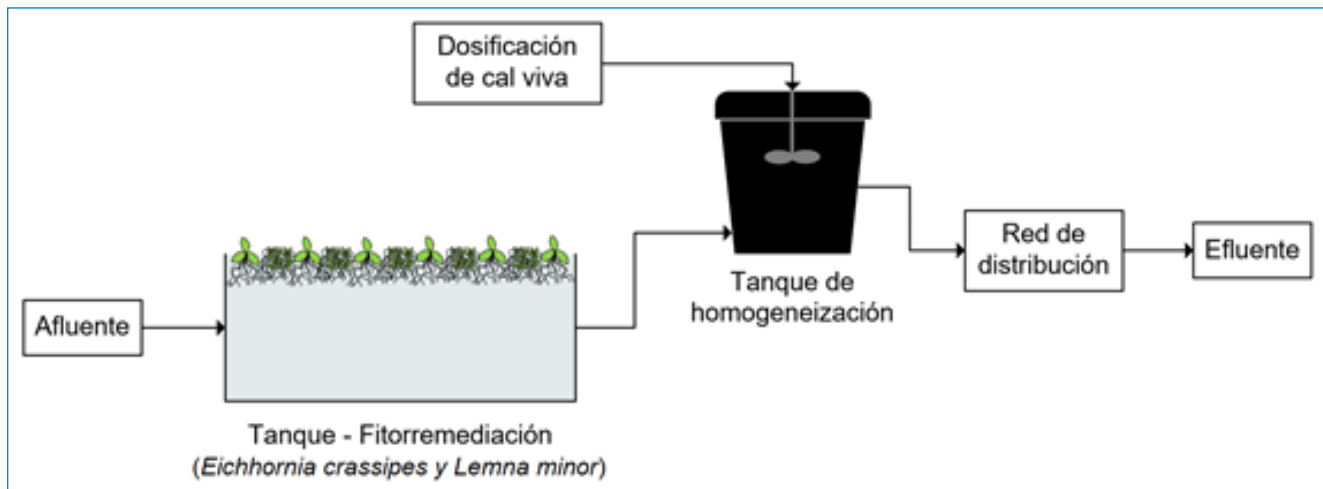 Dosificación
de cal viva
Afluente
Tanque - Fitorremediación
(Eichhornia crassipes y Lemna minor)
Tanque de
homogeneización
Red de
distribución
Efluente